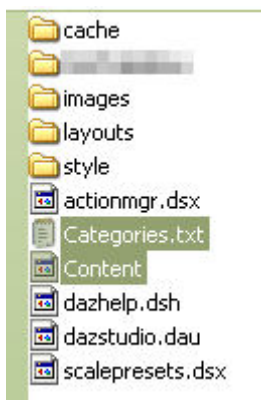 cache
images
layouts
style
actionmgr.dsx
Categories.txt
Content
dazhelp.dsh
dazstudio.dau
scalepresets.dsx